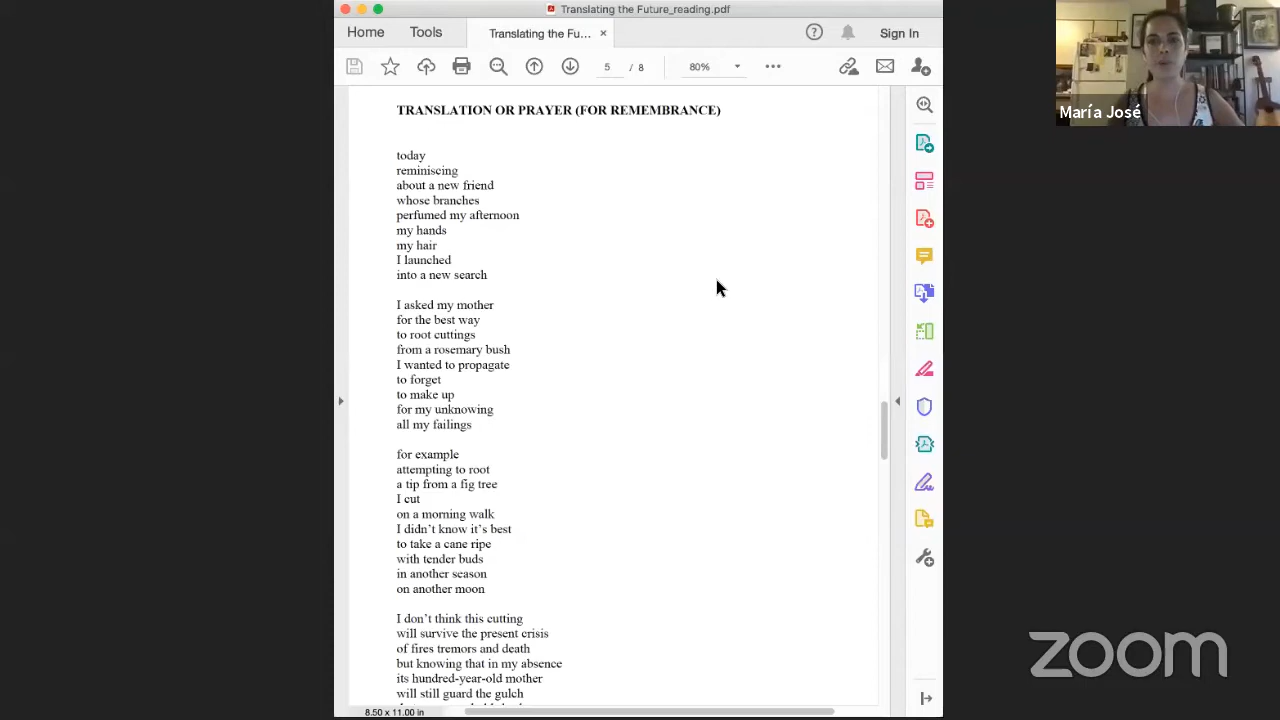 Translating the Future_reading.pdf
Home
Tools
Translating the Fu...
Sign In
5 / 8
80%
María José
TRANSLATION OR PRAYER (FOR REMEMBRANCE)
today
reminiscing
about a new friend
whose branches
perfumed my afternoon
my hands
my hair
I launched
into a new search
I asked my mother
for the best way
to root cuttings
from a rosemary bush
I wanted to propagate
to forget
to make up
for my unknowing
all my failings
for example
attempting to root
a tip from a fig tree
I cut
on a morning walk
I didn't know it's best
to take a cane ripe
with tender buds
in another season
on another moon
I don't think this cutting
will survive the present crisis
of fires tremors and death
but knowing that in my absence
its hundred-year-old mother
will still guard the gulch
8.50 x 11.00 in
zoom